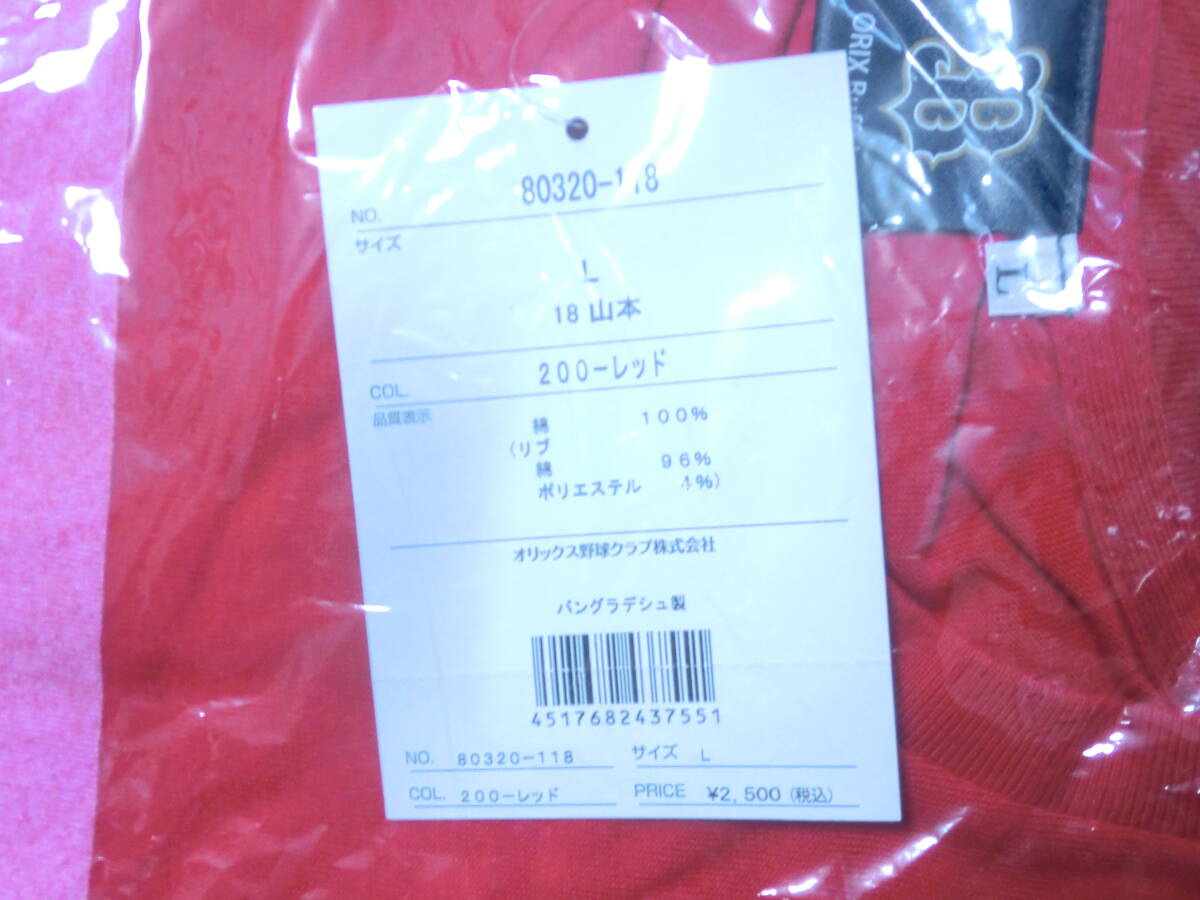 80320-118
NO.
サイズ
L
18 山本
200-レッド
COL.
品質表示
綿 100%
(リブ
綿 96%
ポリエステル 4%)
オリックス野球クラブ株式会社
バングラデシュ製
4517682437551
NO. 80320-118 サイズ L
COL. 200-レッド PRICE ¥2,500 (税込)
ORIX
L